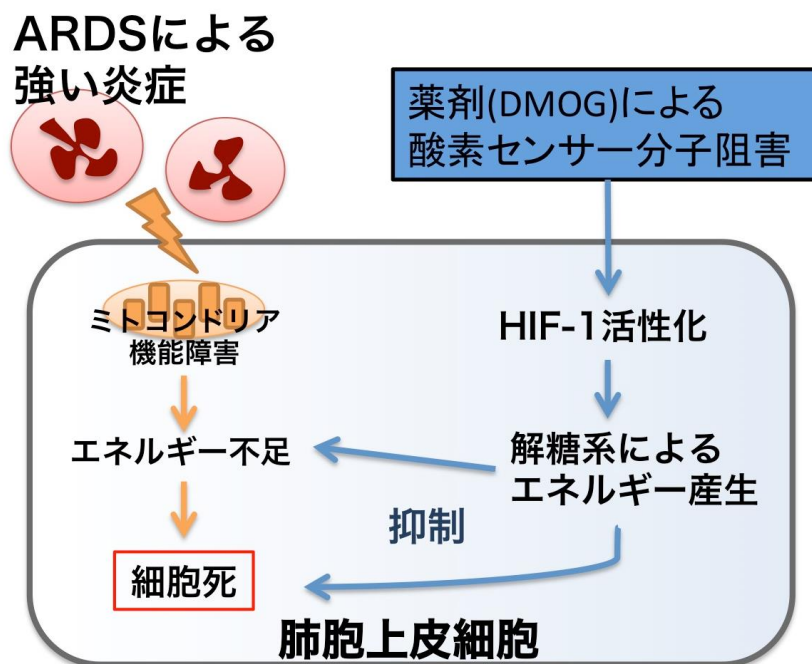 ARDSによる
強い炎症
薬剤(DMOG)による
酸素センサー分子阻害
ミトコンドリア
機能障害
HIF-1活性化
エネルギー不足
解糖系による
エネルギー産生
抑制
細胞死
肺胞上皮細胞